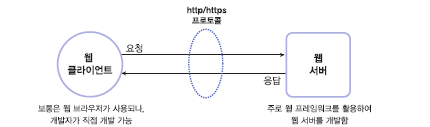 http/https
프로토콜
요청
웹
클라이언트
웹
서버
응답
보통은 웹 브라우저가 사용되나,
개발자가 직접 개발 가능
주로 웹 프레임워크를 활용하여
웹 서버를 개발함